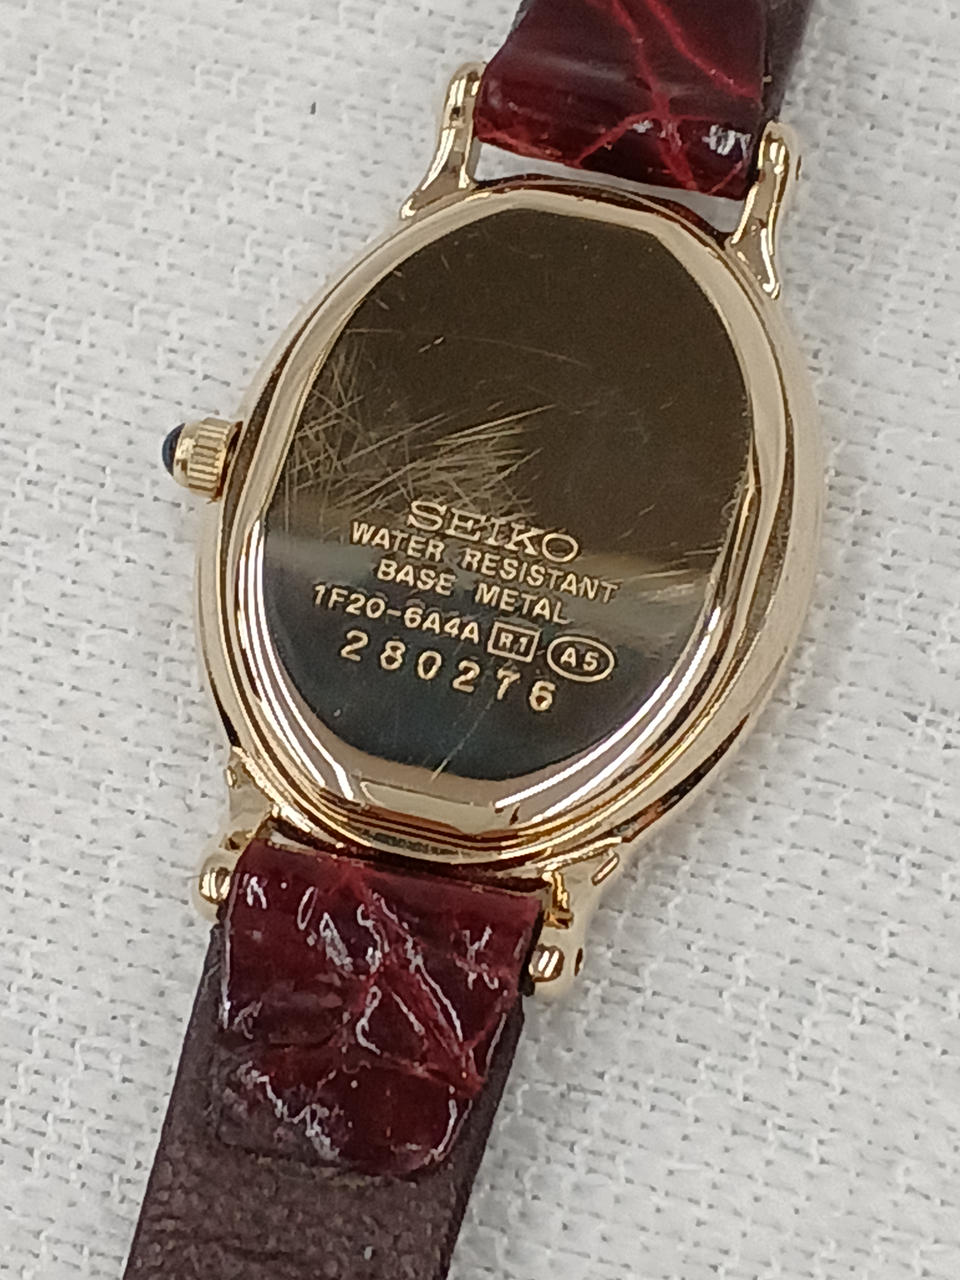 SEIKO
WATER RESISTANT
BASE METAL
1F20-6A4A R1 A5
280276